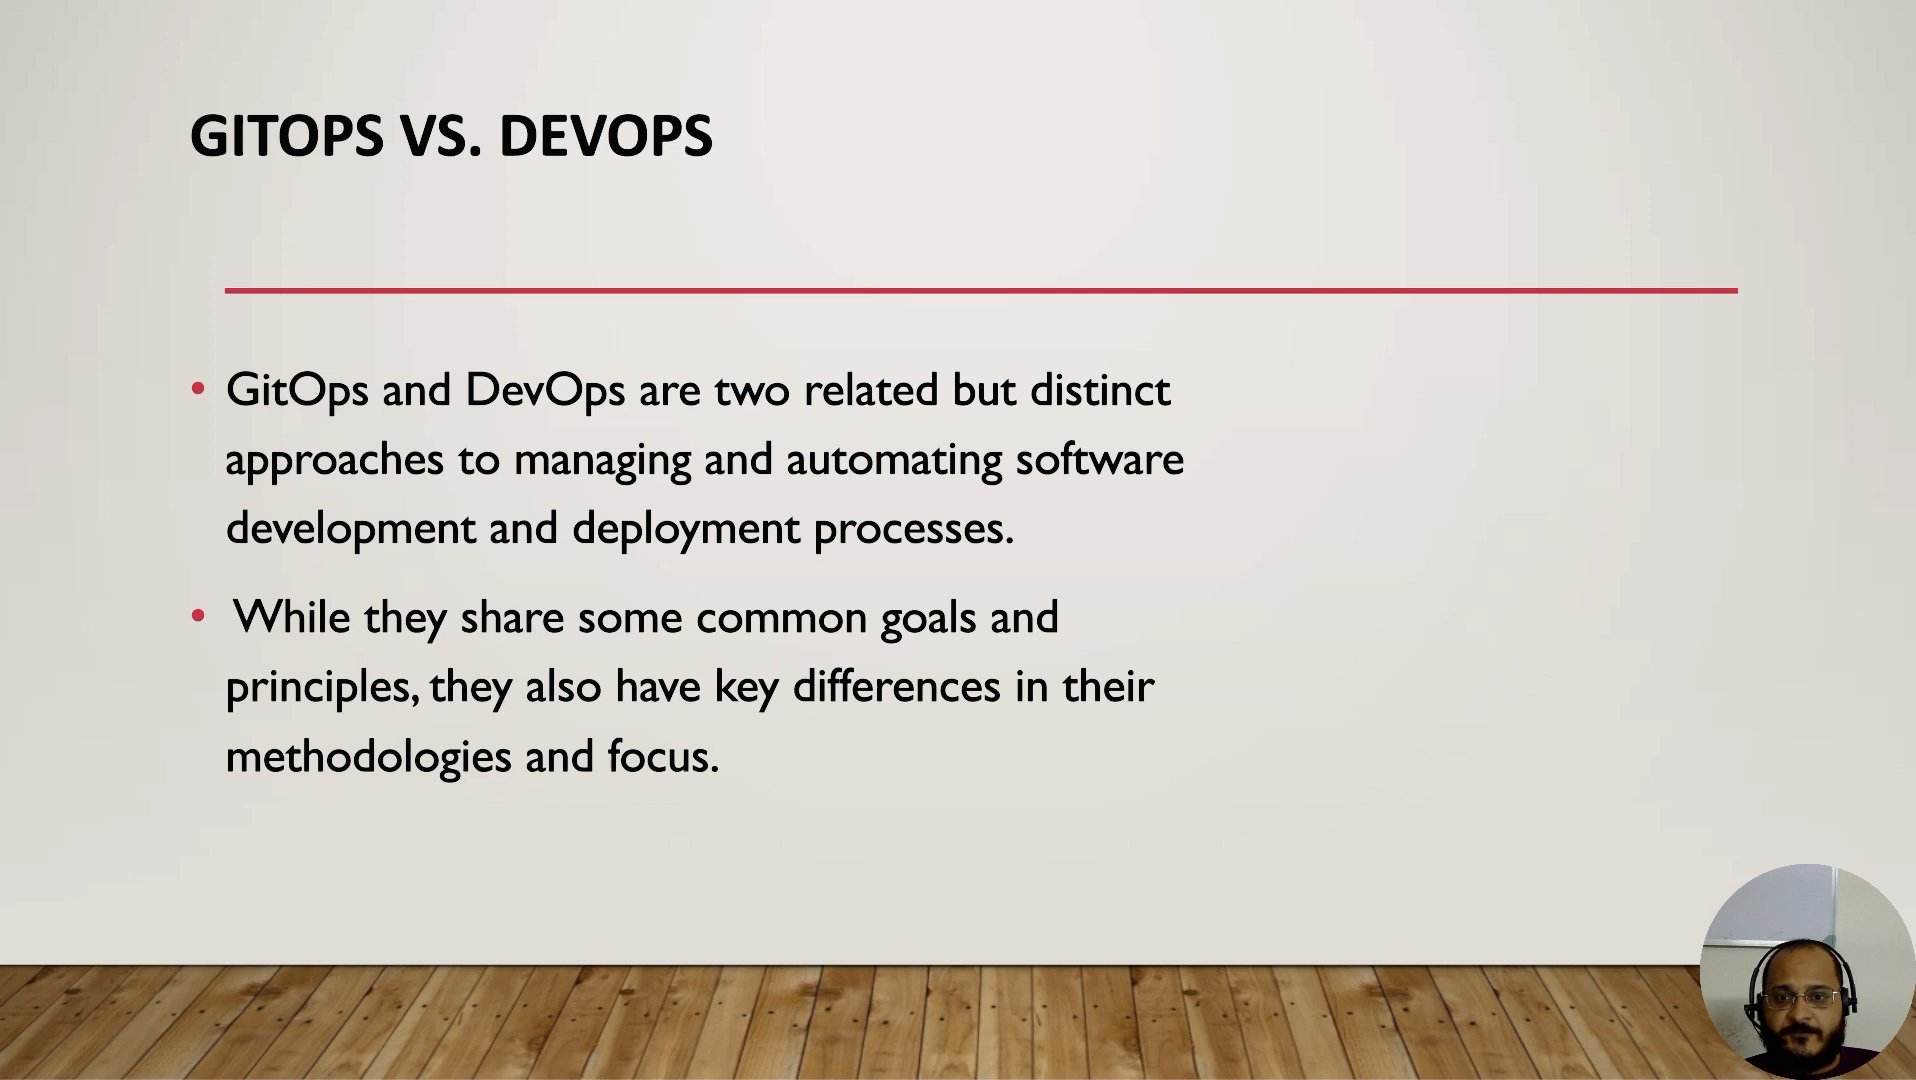 GITOPS VS. DEVOPS
• GitOps and DevOps are two related but distinct
approaches to managing and automating software
development and deployment processes.
• While they share some common goals and
principles, they also have key differences in their
methodologies and focus.